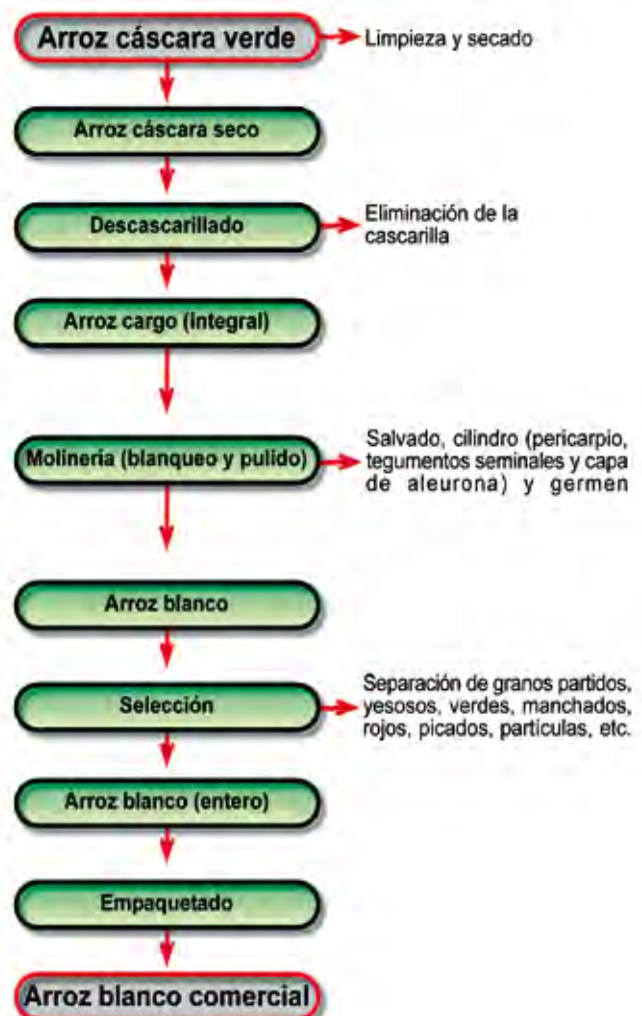 Arroz cáscara verde
Limpieza y secado
Arroz cáscara seco
Descascarillado
Eliminación de la
cascarilla
Arroz cargo (integral)
Molinería (blanqueo y pulido)
Salvado, cilindro (pericarpio,
tegumentos seminales y capa
de aleurona) y germen
Arroz blanco
Selección
Separación de granos partidos,
yesosos, verdes, manchados,
rojos, picados, partículas, etc.
Arroz blanco (entero)
Empaquetado
Arroz blanco comercial